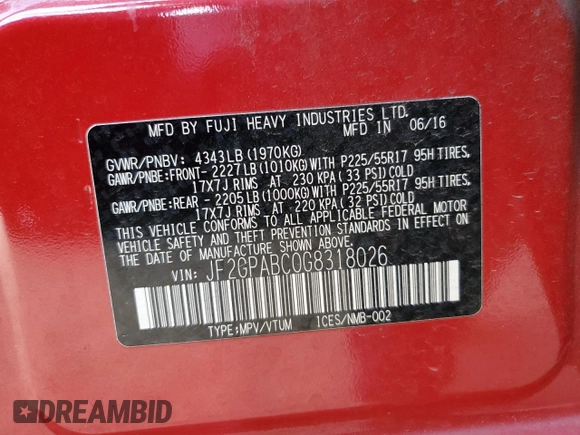 MFD BY FUJI HEAVY INDUSTRIES LTD.
MFD IN 06/16
GVWR/PNBV: 4343LB (1970KG)
GAWR/PNBE: FRONT- 2227LB (1010KG) WITH P225/55R17 95H TIRES,
17X7J RIMS AT 230 KPA (33 PSI) COLD
GAWR/PNBE: REAR - 2205LB (1000KG) WITH P225/55R17 95H TIRES,
17X7J RIMS AT 220 KPA (32 PSI) COLD
THIS VEHICLE CONFORMS TO ALL APPLICABLE FEDERAL MOTOR
VEHICLE SAFETY AND THEFT PREVENTION STANDARDS IN EFFECT ON
THE DATE OF MANUFACTURE SHOWN ABOVE.
VIN: JF2GPABC0G8318026
TYPE:MPV/VTUM ICES/NMB-002
DREAMBID